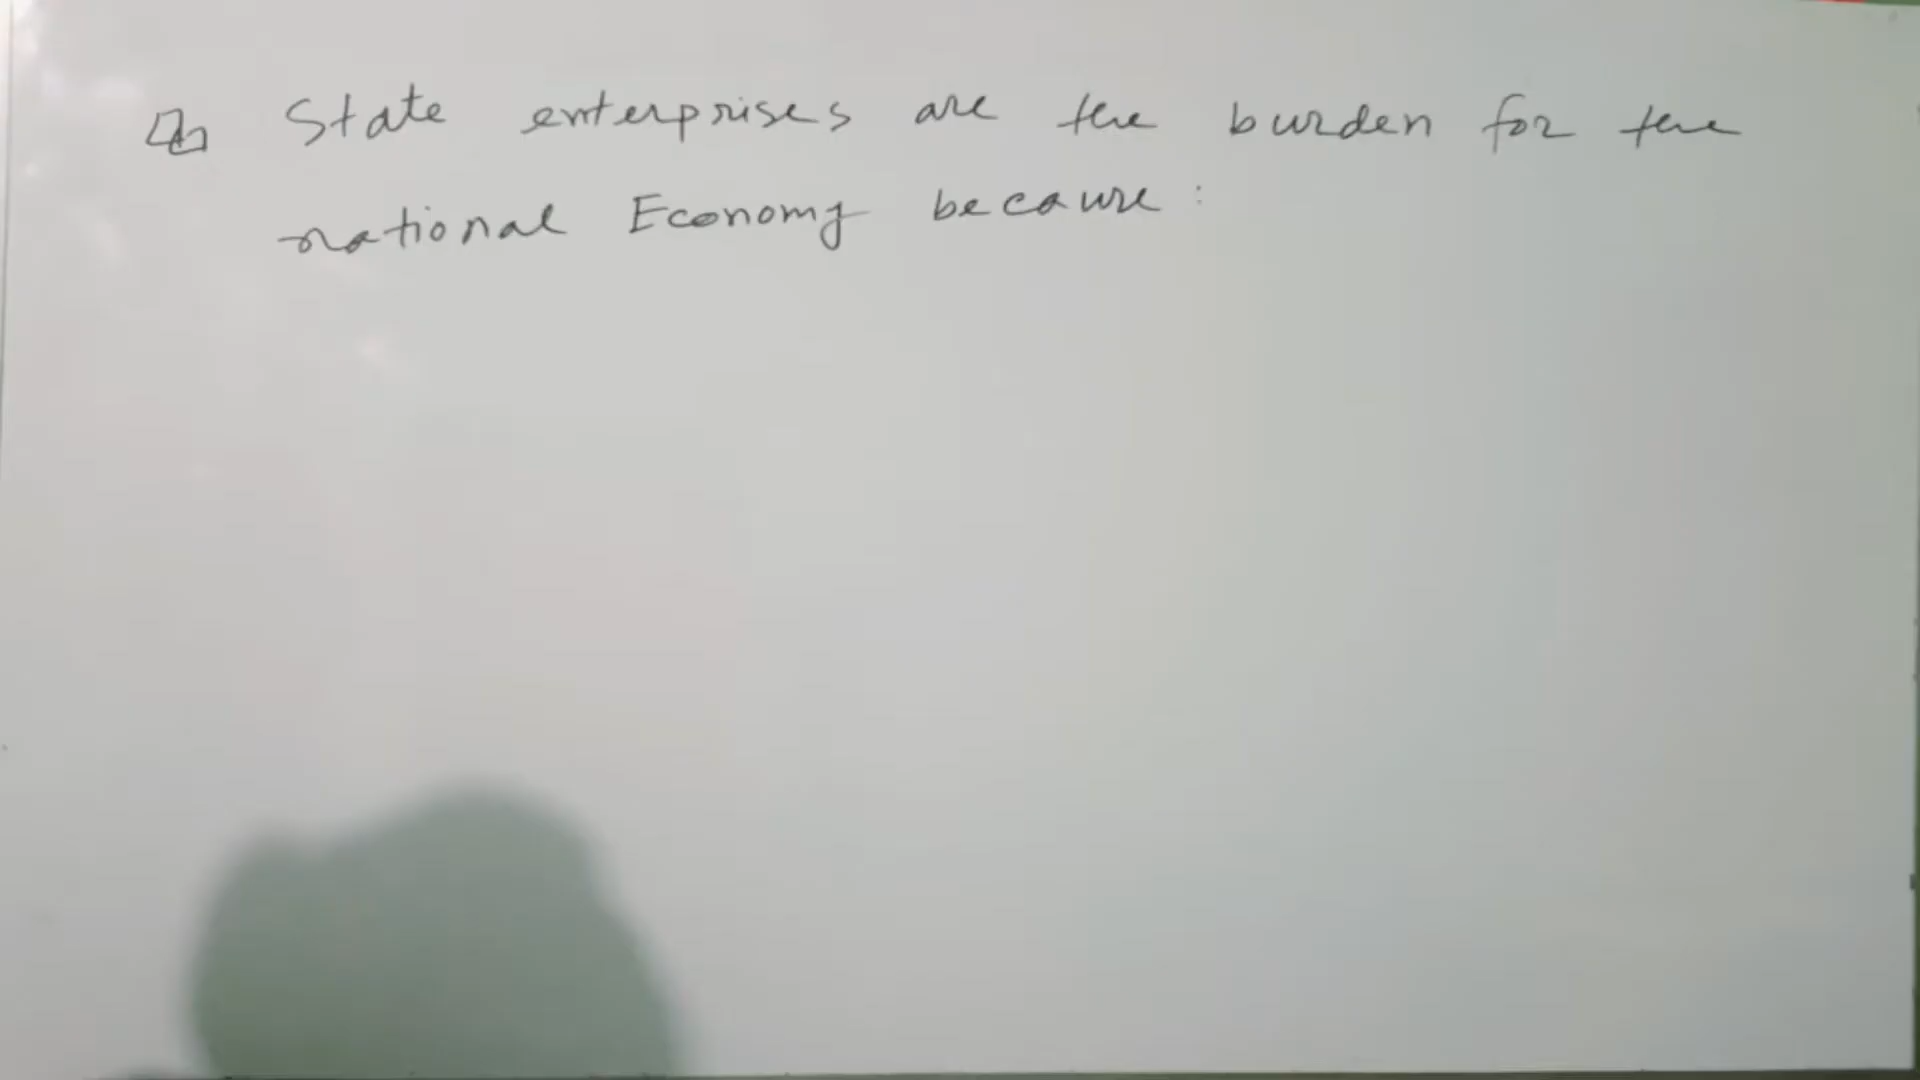 State enterprises are the burden for the
national Economy because :